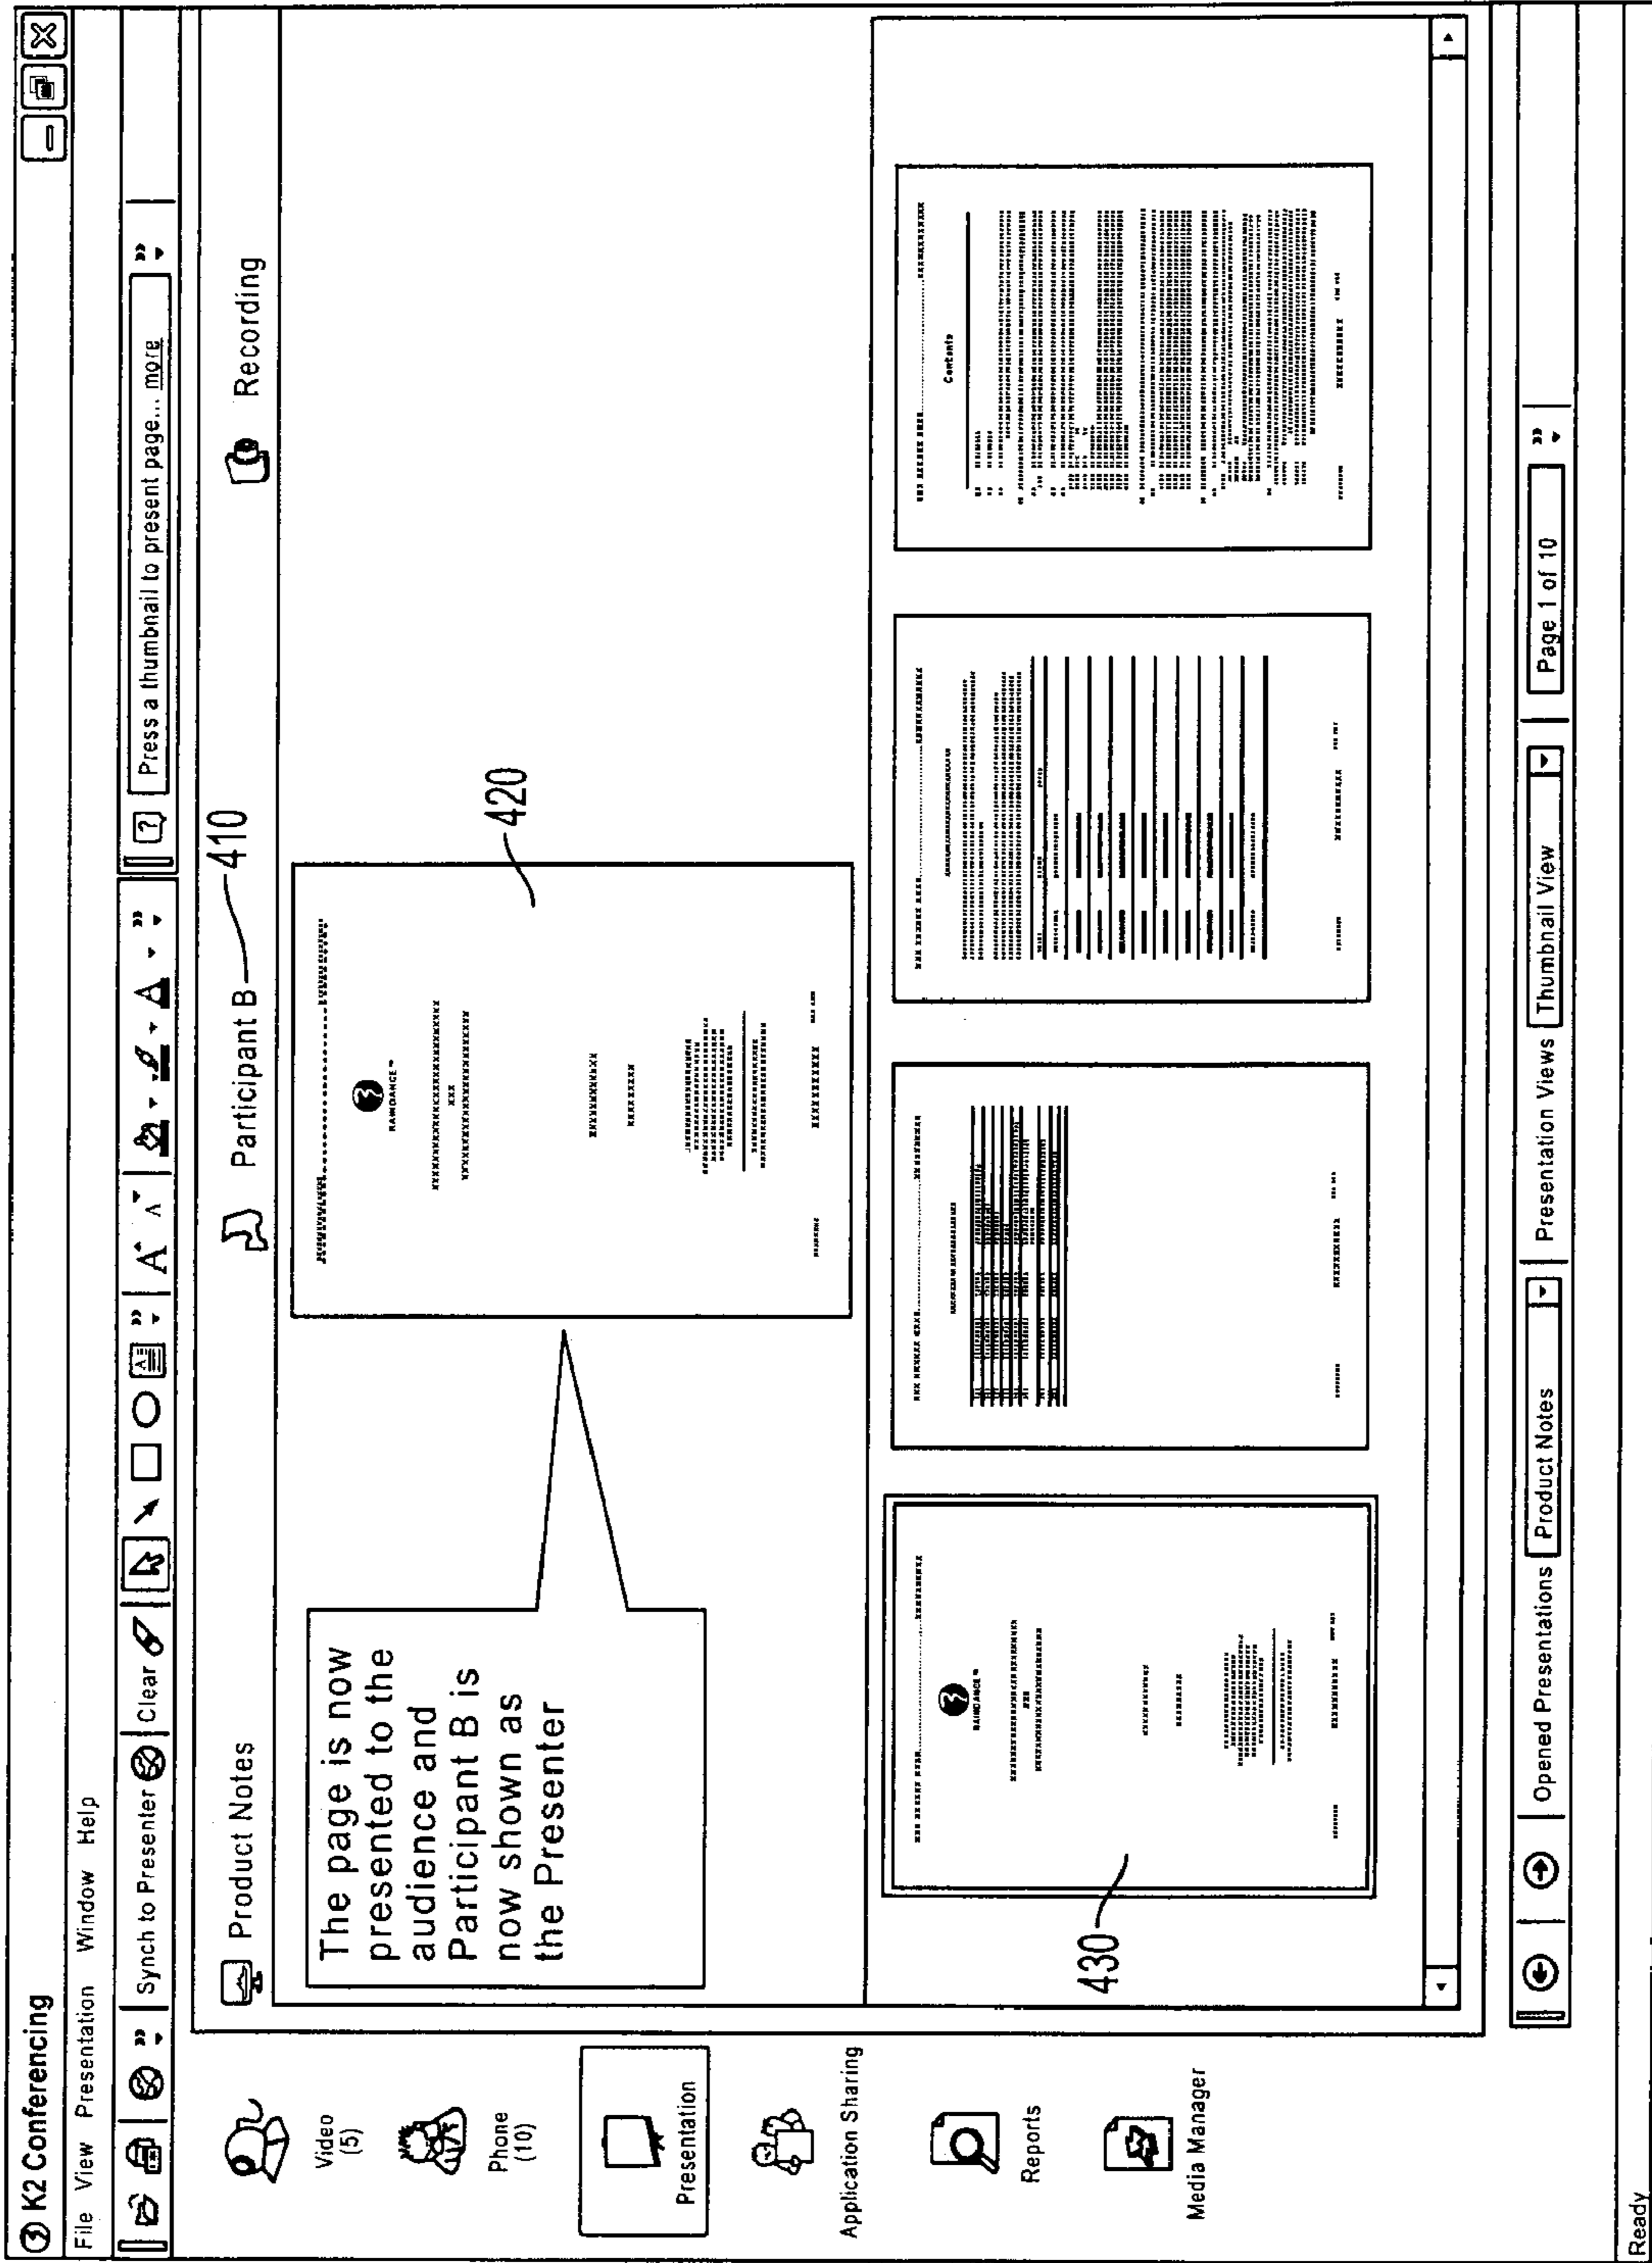 K2 Conferencing
File View Presentation Window Help
Synch to Presenter Clear
Press a thumbnail to present page... more
Product Notes
Participant B
410
Recording
Video
(5)
Phone
(10)
Presentation
Application Sharing
Reports
Media Manager
The page is now
presented to the
audience and
Participant B is
now shown as
the Presenter
420
RAINDANCE
430
RAINDANCE
Contents
Opened Presentations Product Notes Presentation Views Thumbnail View Page 1 of 10
Ready